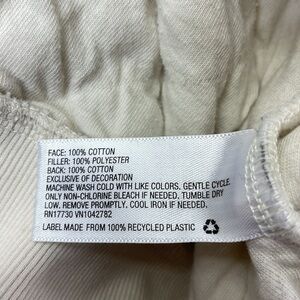 FACE: 100% COTTON
FILLER: 100% POLYESTER
BACK: 100% COTTON
EXCLUSIVE OF DECORATION
MACHINE WASH COLD WITH LIKE COLORS, GENTLE CYCLE
ONLY NON-CHLORINE BLEACH IF NEEDED. TUMBLE DRY
LOW. REMOVE PROMPTLY. COOL IRON IF NEEDED.
RN17730 VN1042782
LABEL MADE FROM 100% RECYCLED PLASTIC